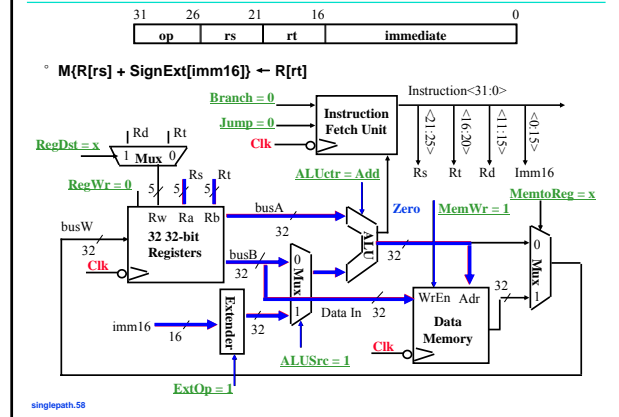 31 26 21 16 0
op rs rt immediate
° M{R[rs] + SignExt[imm16]} ← R[rt]
Branch = 0
Instruction<31:0>
Jump = 0
Instruction
Fetch Unit
Clk
<21:25>
<16:20>
<11:15>
<0:15>
Rs Rt Rd Imm16
RegDst = x
Rd Rt
1 Mux 0
RegWr = 0
5 5 Rs 5 Rt
ALUctr = Add
Zero
MemWr = 1
MemtoReg = x
busW
32
Rw Ra Rb
32 32-bit
Registers
Clk
busA
32
busB
32
0
Mux
1
ALU
32
0
Mux
1
imm16
16
Extender
32
Data In
32
WrEn Adr
Data
Memory
32
Clk
ALUSrc = 1
ExtOp = 1
singlepath.58